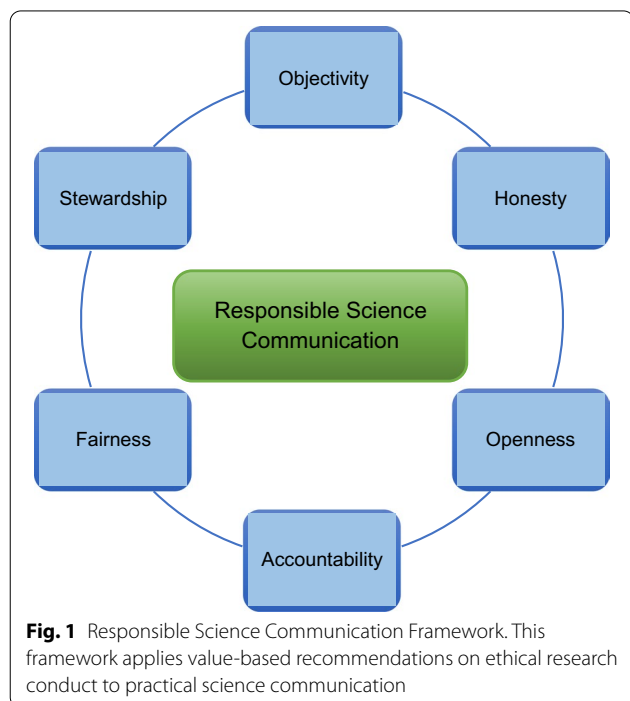 Objectivity
Stewardship
Honesty
Responsible Science
Communication
Fairness
Openness
Accountability
Fig. 1 Responsible Science Communication Framework. This
framework applies value-based recommendations on ethical research
conduct to practical science communication